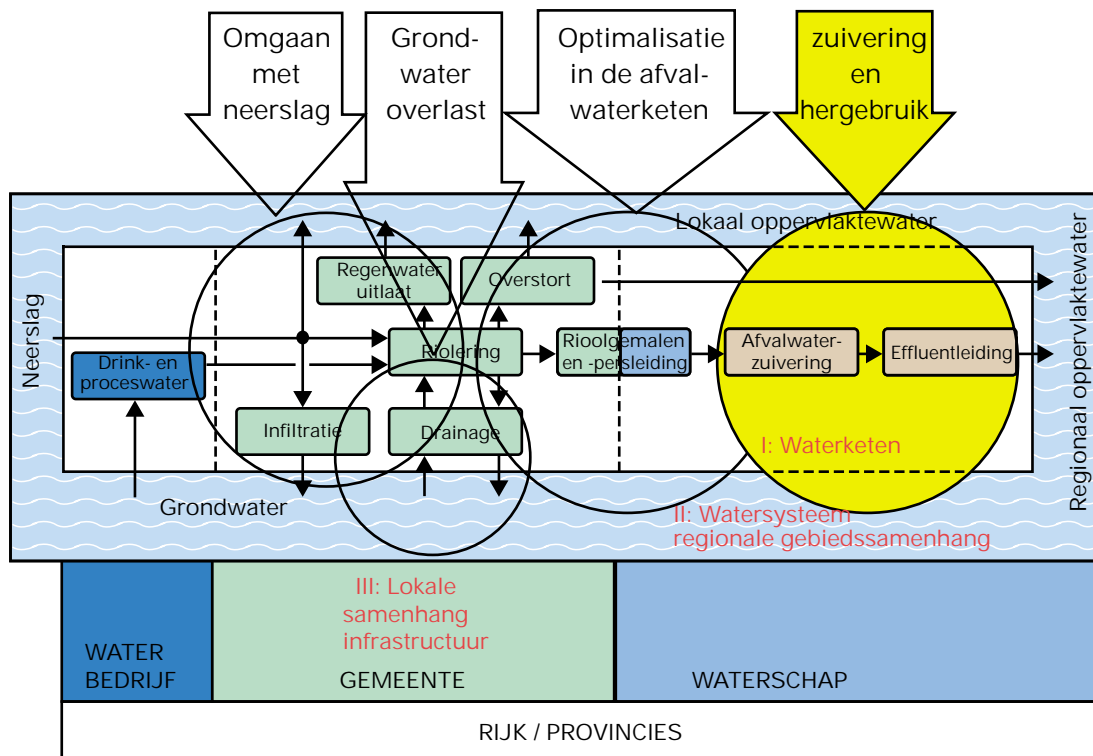 Omgaan
met
neerslag
Grond-
water
overlast
Optimalisatie
in de afval-
waterketen
zuivering
en
hergebruik
Lokaal oppervlaktewater
Neerslag
Regenwater
uitlaat
Overstort
Drink- en
proceswater
Riolering
Rioolgemalen
en -persleiding
Afvalwater-
zuivering
Effluentleiding
Infiltratie
Drainage
I: Waterketen
Grondwater
II: Watersysteem
regionale gebiedssamenhang
Regionaal oppervlaktewater
III: Lokale
samenhang
infrastructuur
WATER
BEDRIJF
GEMEENTE
WATERSCHAP
RIJK / PROVINCIES